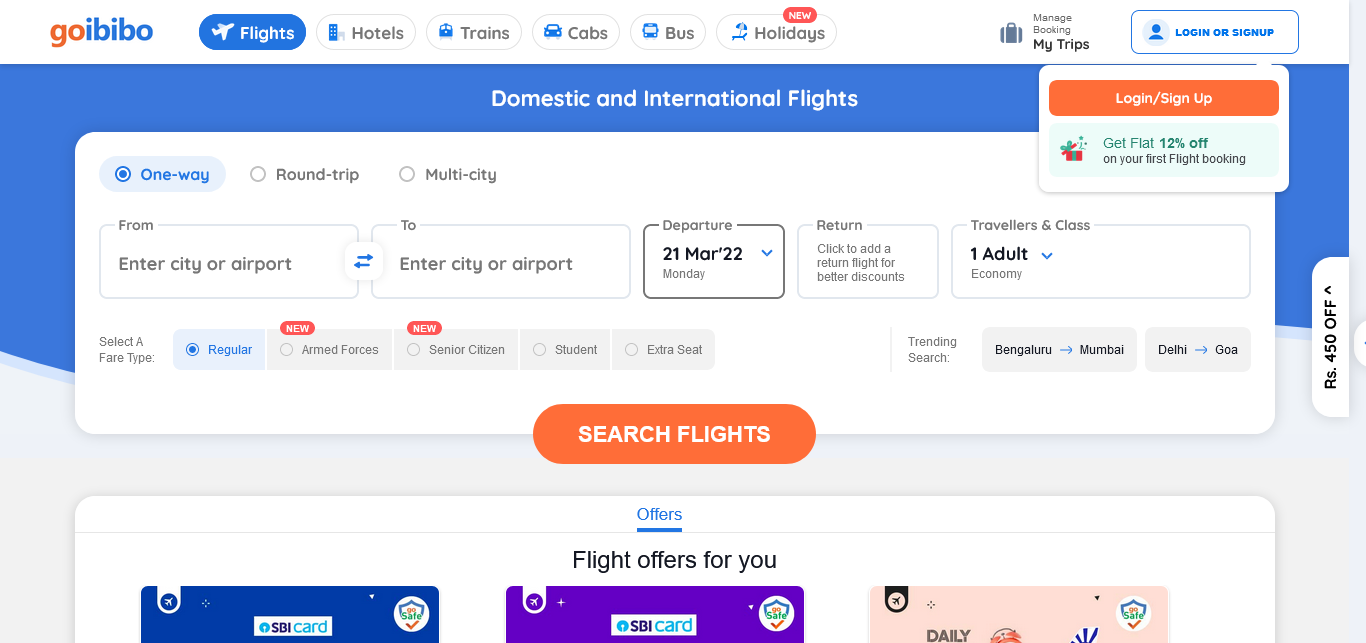 goibibo
Flights
Hotels
Trains
Cabs
Bus
NEW
Holidays
Manage
Booking
My Trips
LOGIN OR SIGNUP
Login/Sign Up
Get Flat 12% off
on your first Flight booking
Domestic and International Flights
One-way
Round-trip
Multi-city
From
Enter city or airport
To
Enter city or airport
Departure
21 Mar'22
Monday
Return
Click to add a
return flight for
better discounts
Travellers & Class
1 Adult
Economy
Select A
Fare Type:
Regular
NEW
Armed Forces
NEW
Senior Citizen
Student
Extra Seat
Trending
Search:
Bengaluru → Mumbai
Delhi → Goa
Rs. 450 OFF <
SEARCH FLIGHTS
Offers
Flight offers for you
SBI card
go
Safe
SBI card
go
Safe
DAILY
go
Safe